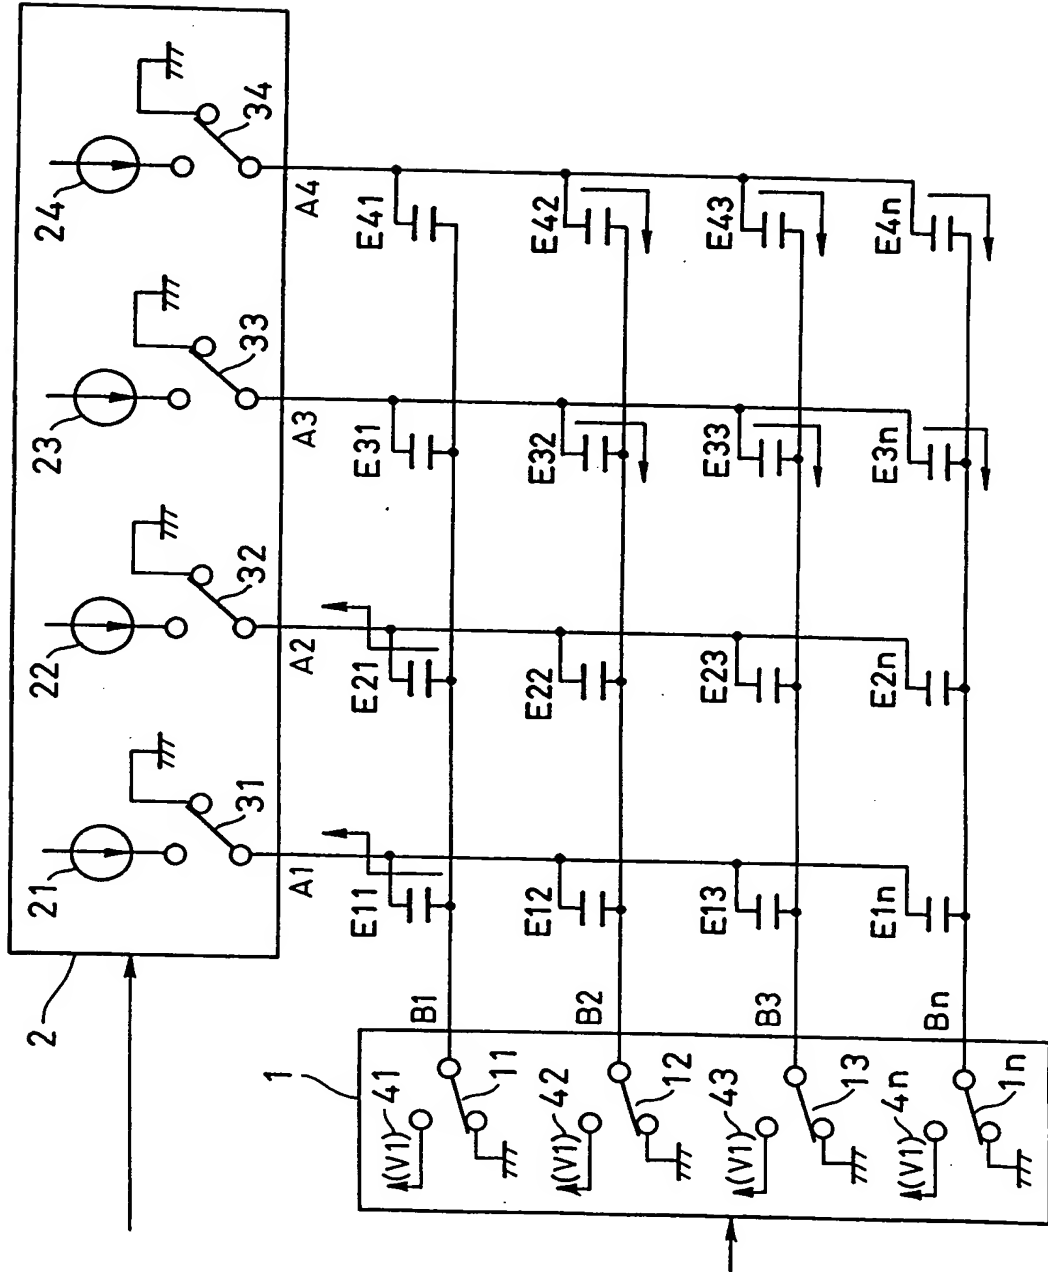 24
23
22
21
34
33
32
31
2
A4
A3
A2
A1
E41
E31
E21
E11
E42
E32
E22
E12
E43
E33
E23
E13
E4n
E3n
E2n
E1n
B1
B2
B3
Bn
1
(V1) 41
11
(V1) 42
12
(V1) 43
13
(V1) 4n
1n